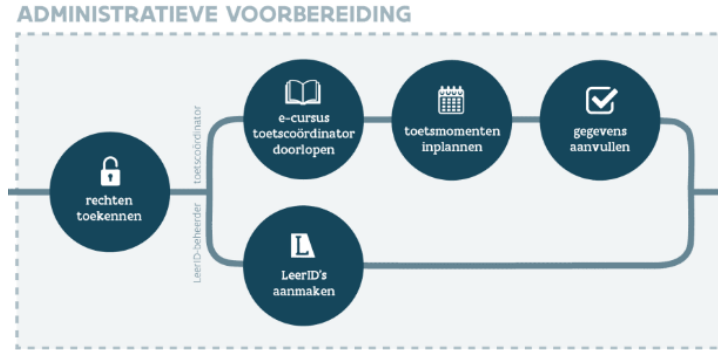 ADMINISTRATIEVE VOORBEREIDING
rechten
toekennen
toetscoördinator
LeerID-beheerder
e-cursus
toetscoördinator
doorlopen
toetsmomenten
inplannen
gegevens
aanvullen
L
LeerID's
aanmaken